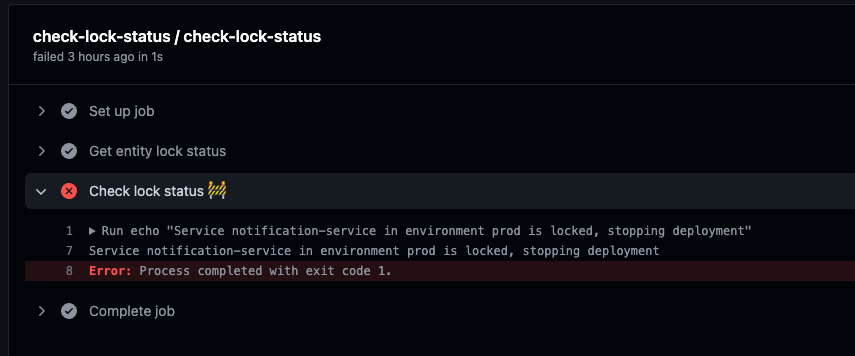 check-lock-status / check-lock-status
failed 3 hours ago in 1s
Set up job
Get entity lock status
Check lock status 🚧
1 Run echo "Service notification-service in environment prod is locked, stopping deployment"
7 Service notification-service in environment prod is locked, stopping deployment
8 Error: Process completed with exit code 1.
Complete job